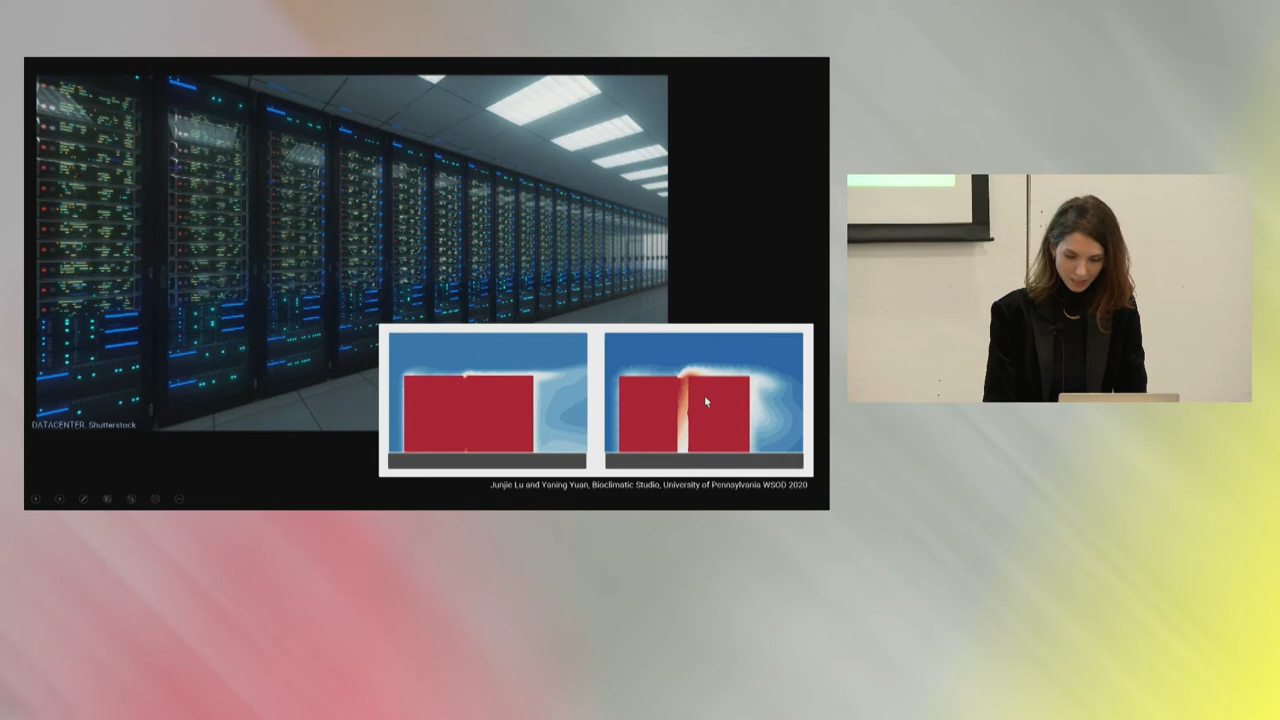 DATACENTER. Shutterstock
Junjie Lu and Yaning Yuan, Bioclimatic Studio, University of Pennsylvania WSOD 2020